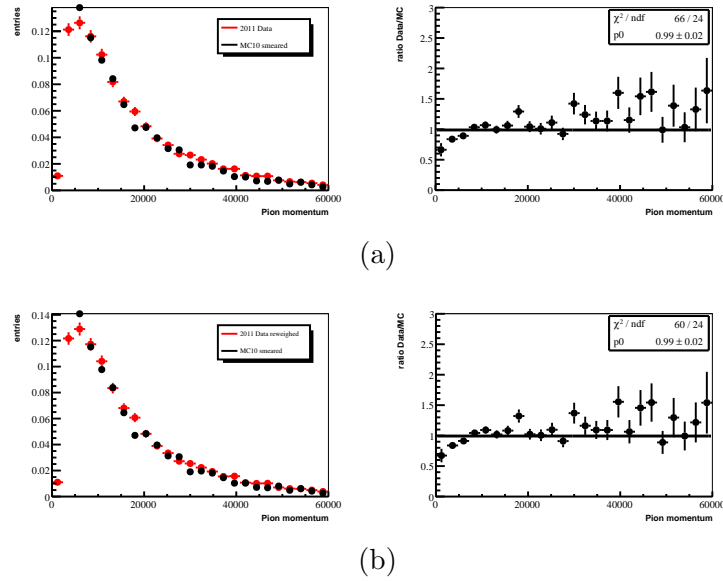 entries
0.12
0.1
0.08
0.06
0.04
0.02
0
0 20000 40000 60000
Pion momentum
2011 Data
MC10 smeared
ratio Data/MC
3
2.5
2
1.5
1
0.5
0
0 20000 40000 60000
Pion momentum
χ² / ndf 66 / 24
p0 0.99 ± 0.02
(a)
entries
0.14
0.12
0.1
0.08
0.06
0.04
0.02
0
0 20000 40000 60000
Pion momentum
2011 Data reweighed
MC10 smeared
ratio Data/MC
3
2.5
2
1.5
1
0.5
0
0 20000 40000 60000
Pion momentum
χ² / ndf 60 / 24
p0 0.99 ± 0.02
(b)